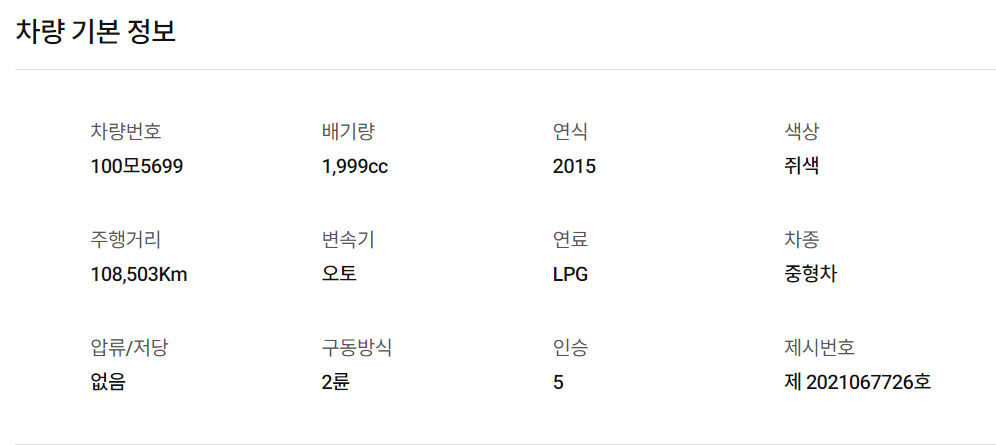 차량 기본 정보
차량번호 배기량 연식 색상
100모5699 1,999cc 2015 쥐색
주행거리 변속기 연료 차종
108,503Km 오토 LPG 중형차
압류/저당 구동방식 인승 제시번호
없음 2륜 5 제 2021067726호